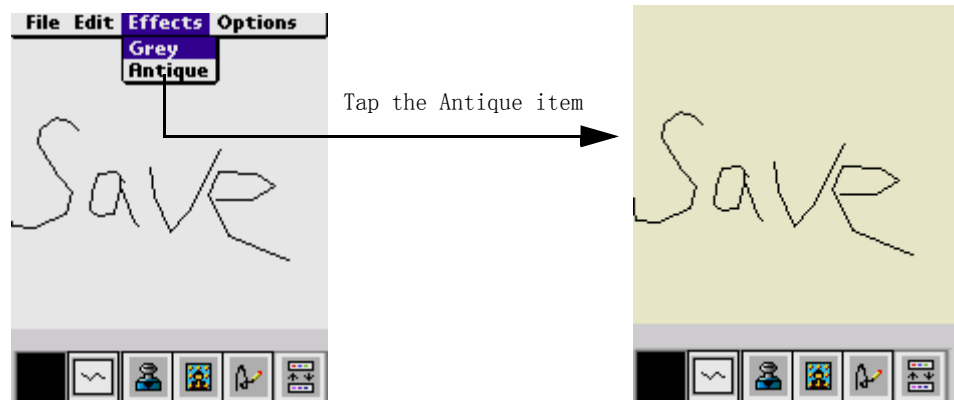 File Edit Effects Options
Grey
Antique
Tap the Antique item
Save
Save